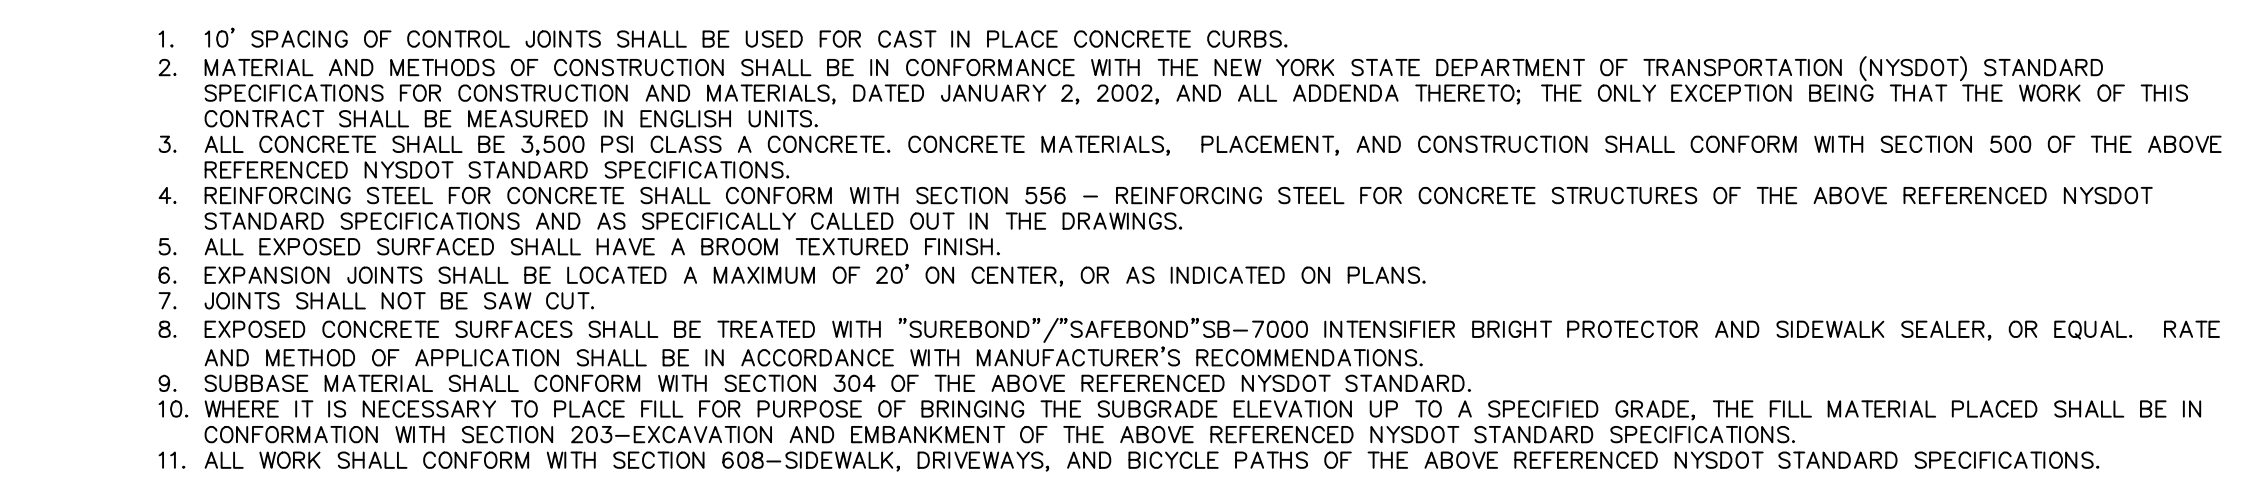 1. 10' SPACING OF CONTROL JOINTS SHALL BE USED FOR CAST IN PLACE CONCRETE CURBS.
2. MATERIAL AND METHODS OF CONSTRUCTION SHALL BE IN CONFORMANCE WITH THE NEW YORK STATE DEPARTMENT OF TRANSPORTATION (NYSDOT) STANDARD
SPECIFICATIONS FOR CONSTRUCTION AND MATERIALS, DATED JANUARY 2, 2002, AND ALL ADDENDA THERETO; THE ONLY EXCEPTION BEING THAT THE WORK OF THIS
CONTRACT SHALL BE MEASURED IN ENGLISH UNITS.
3. ALL CONCRETE SHALL BE 3,500 PSI CLASS A CONCRETE. CONCRETE MATERIALS, PLACEMENT, AND CONSTRUCTION SHALL CONFORM WITH SECTION 500 OF THE ABOVE
REFERENCED NYSDOT STANDARD SPECIFICATIONS.
4. REINFORCING STEEL FOR CONCRETE SHALL CONFORM WITH SECTION 556 – REINFORCING STEEL FOR CONCRETE STRUCTURES OF THE ABOVE REFERENCED NYSDOT
STANDARD SPECIFICATIONS AND AS SPECIFICALLY CALLED OUT IN THE DRAWINGS.
5. ALL EXPOSED SURFACED SHALL HAVE A BROOM TEXTURED FINISH.
6. EXPANSION JOINTS SHALL BE LOCATED A MAXIMUM OF 20' ON CENTER, OR AS INDICATED ON PLANS.
7. JOINTS SHALL NOT BE SAW CUT.
8. EXPOSED CONCRETE SURFACES SHALL BE TREATED WITH "SUREBOND"/"SAFEBOND"SB–7000 INTENSIFIER BRIGHT PROTECTOR AND SIDEWALK SEALER, OR EQUAL. RATE
AND METHOD OF APPLICATION SHALL BE IN ACCORDANCE WITH MANUFACTURER'S RECOMMENDATIONS.
9. SUBBASE MATERIAL SHALL CONFORM WITH SECTION 304 OF THE ABOVE REFERENCED NYSDOT STANDARD.
10. WHERE IT IS NECESSARY TO PLACE FILL FOR PURPOSE OF BRINGING THE SUBGRADE ELEVATION UP TO A SPECIFIED GRADE, THE FILL MATERIAL PLACED SHALL BE IN
CONFORMATION WITH SECTION 203–EXCAVATION AND EMBANKMENT OF THE ABOVE REFERENCED NYSDOT STANDARD SPECIFICATIONS.
11. ALL WORK SHALL CONFORM WITH SECTION 608–SIDEWALK, DRIVEWAYS, AND BICYCLE PATHS OF THE ABOVE REFERENCED NYSDOT STANDARD SPECIFICATIONS.